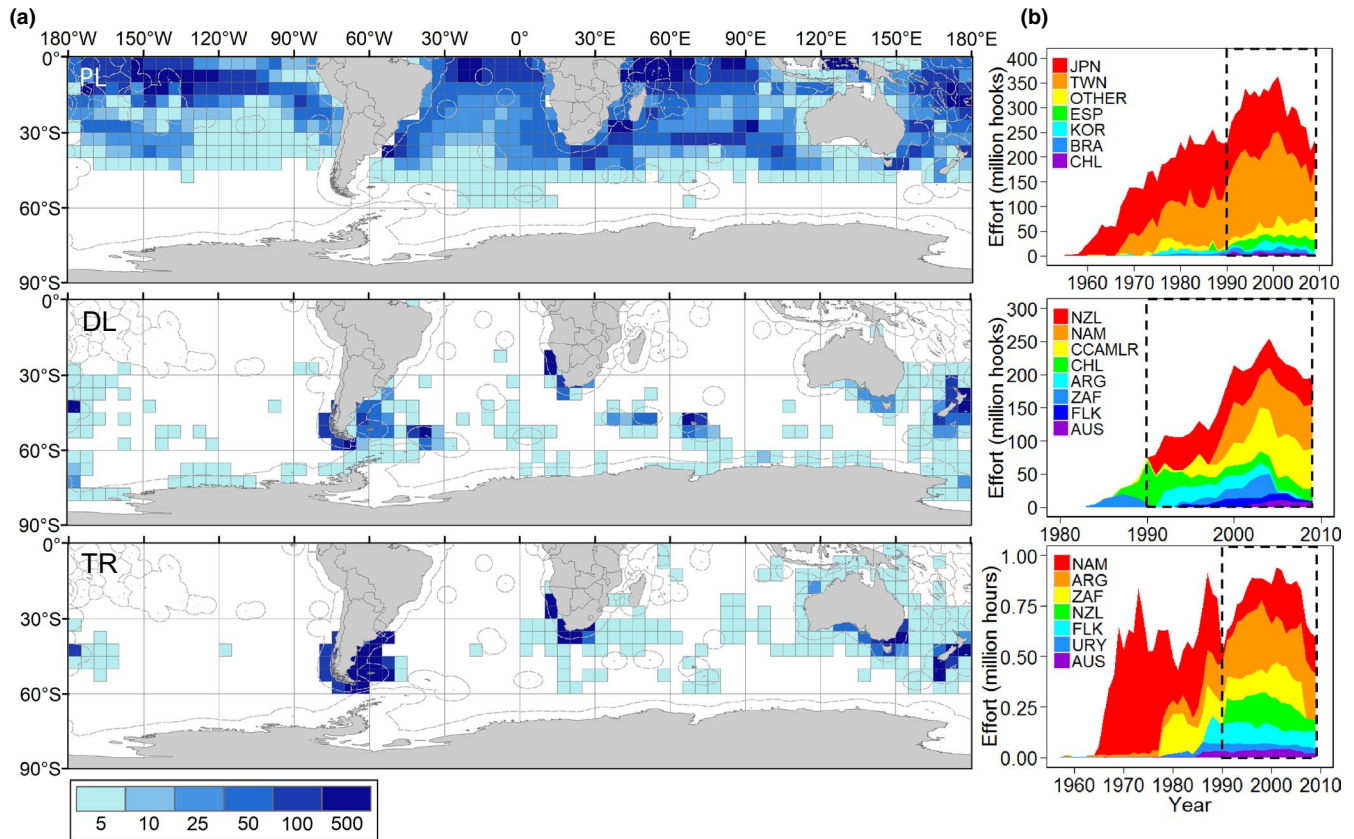 (a)
180°W 150°W 120°W 90°W 60°W 30°W 0° 30°E 60°E 90°E 120°E 150°E 180°E
0°
PL
30°S
60°S
90°S
0°
DL
30°S
60°S
90°S
0°
TR
30°S
60°S
90°S
5 10 25 50 100 500
(b)
Effort (million hooks)
400
350
300
250
200
150
100
50
0
JPN
TWN
OTHER
ESP
KOR
BRA
CHL
1960 1970 1980 1990 2000 2010
Effort (million hooks)
300
250
200
150
100
50
0
NZL
NAM
CCAMLR
CHL
ARG
ZAF
FLK
AUS
1980 1990 2000 2010
Effort (million hours)
1.00
0.75
0.50
0.25
0.00
NAM
ARG
ZAF
NZL
FLK
URY
AUS
1960 1970 1980 1990 2000 2010
Year